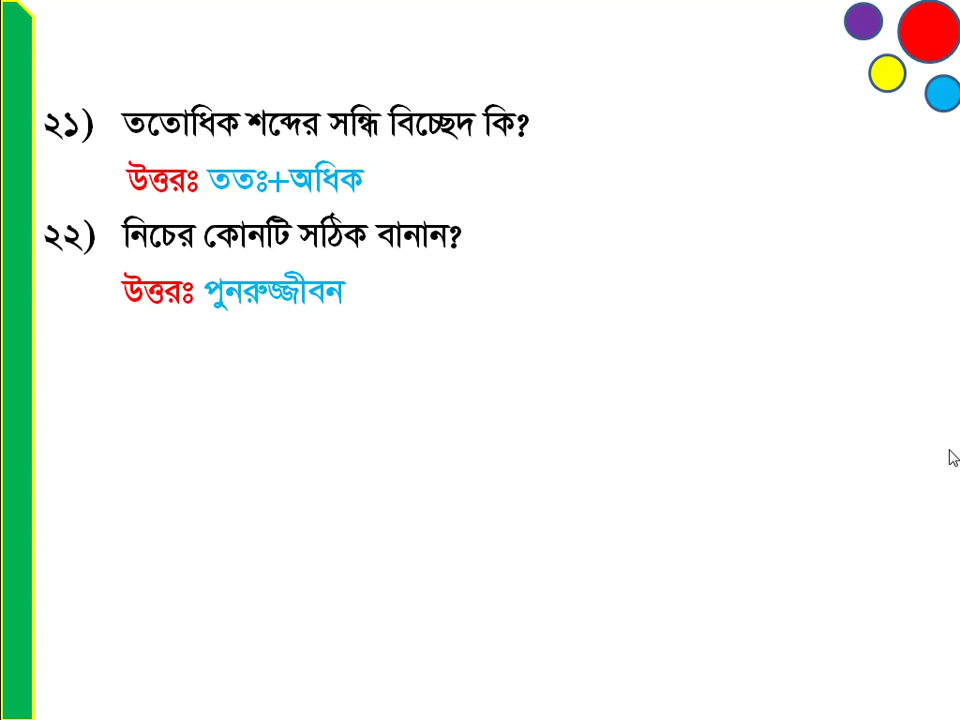 ২১) ততোধিক শব্দের সন্ধি বিচ্ছেদ কি?
উত্তরঃ ততঃ+অধিক
২২) নিচের কোনটি সঠিক বানান?
উত্তরঃ পুনরুজ্জীবন